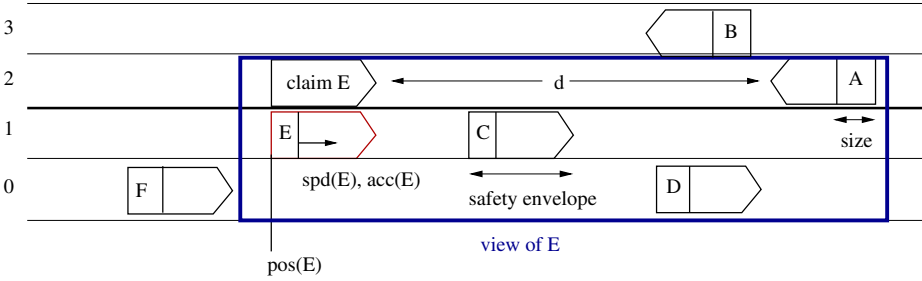 3
B
2
claim E
d
A
1
E
C
size
spd(E), acc(E)
0
F
safety envelope
D
view of E
pos(E)